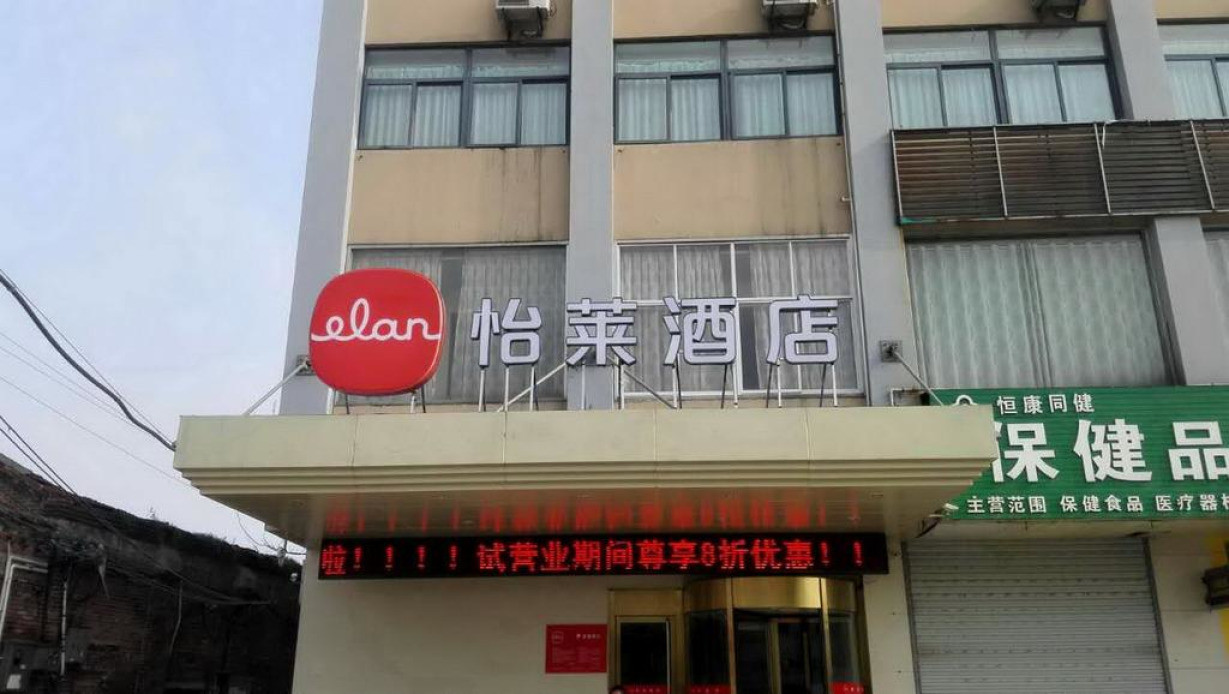 elan 怡莱酒店
恒康同健
保健品
主营范围 保健食品 医疗器械
啦！！！！试营业期间尊享8折优惠！！